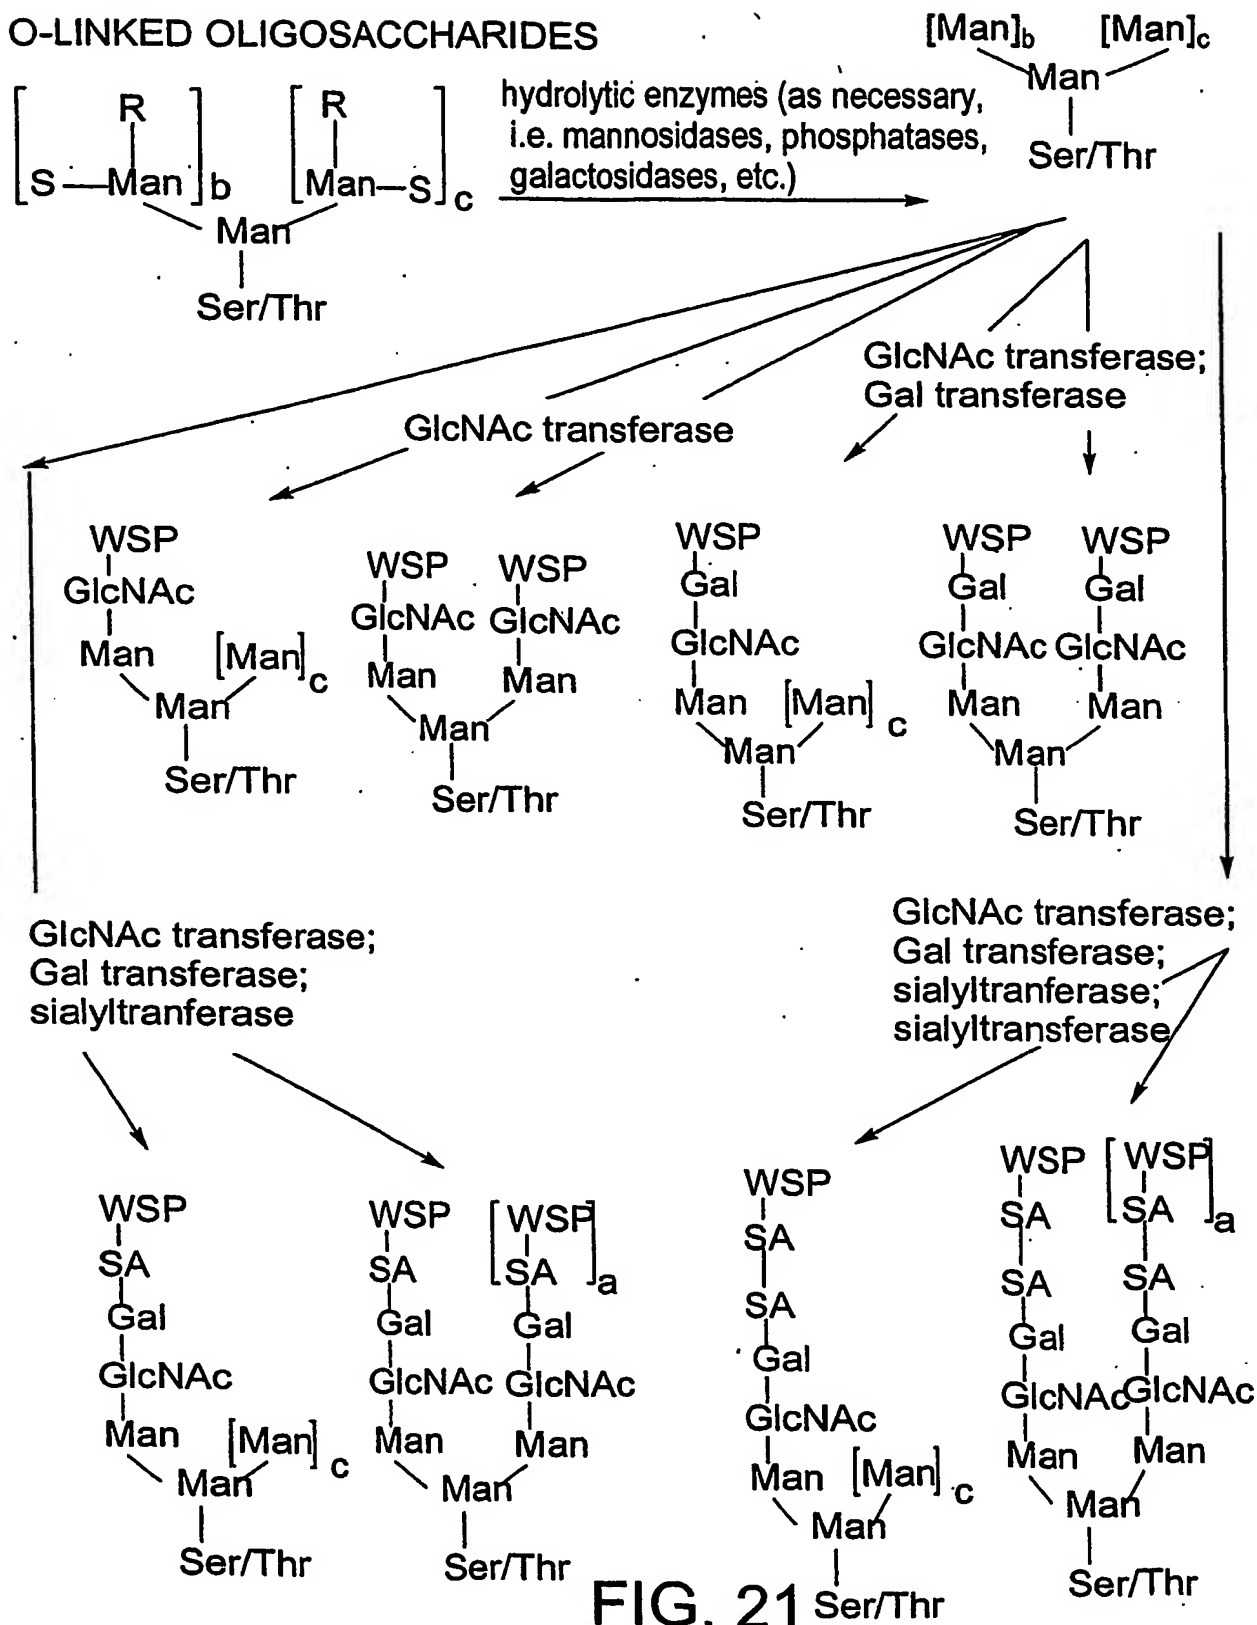 O-LINKED OLIGOSACCHARIDES
[Man]b [Man]c
Man
Ser/Thr
R R
[S—Man]b [Man—S]c
Man
Ser/Thr
hydrolytic enzymes (as necessary,
i.e. mannosidases, phosphatases,
galactosidases, etc.)
GlcNAc transferase
GlcNAc transferase;
Gal transferase
WSP
GlcNAc
Man [Man]c
Man
Ser/Thr
WSP WSP
GlcNAc GlcNAc
Man Man
Man
Ser/Thr
WSP
Gal
GlcNAc
Man [Man]c
Man
Ser/Thr
WSP WSP
Gal Gal
GlcNAc GlcNAc
Man Man
Man
Ser/Thr
GlcNAc transferase;
Gal transferase;
sialyltranferase
GlcNAc transferase;
Gal transferase;
sialyltranferase;
sialyltransferase
WSP
SA
Gal
GlcNAc
Man [Man]c
Man
Ser/Thr
WSP [WSP
SA SA]a
Gal Gal
GlcNAc GlcNAc
Man Man
Man
Ser/Thr
WSP
SA
SA
Gal
GlcNAc
Man [Man]c
Man
Ser/Thr
WSP [WSP
SA SA]a
SA SA
Gal Gal
GlcNAc GlcNAc
Man Man
Man
Ser/Thr
FIG. 21